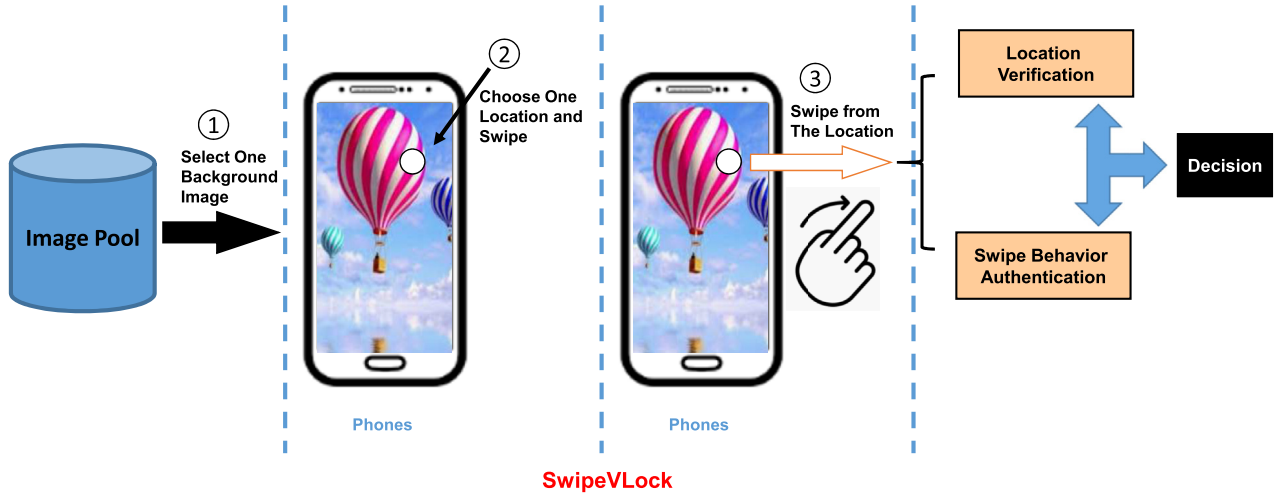 Image Pool
1
Select One
Background
Image
2
Choose One
Location and
Swipe
Phones
3
Swipe from
The Location
Phones
Location
Verification
Swipe Behavior
Authentication
Decision
SwipeVLock